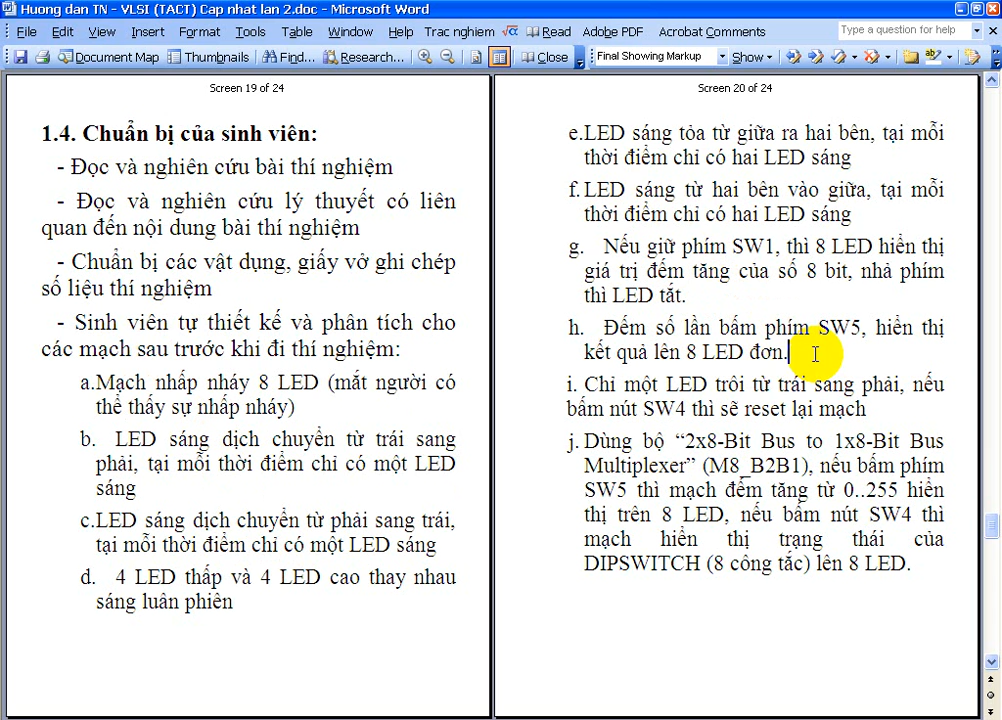 Huong dan TN - VLSI (TACT) Cap nhat lan 2.doc - Microsoft Word
File Edit View Insert Format Tools Table Window Help Trac nghiem √α Read Adobe PDF Acrobat Comments Type a question for help
Document Map Thumbnails Find... Research... Close Final Showing Markup Show
Screen 19 of 24
1.4. Chuẩn bị của sinh viên:
- Đọc và nghiên cứu bài thí nghiệm
- Đọc và nghiên cứu lý thuyết có liên
quan đến nội dung bài thí nghiệm
- Chuẩn bị các vật dụng, giấy vở ghi chép
số liệu thí nghiệm
- Sinh viên tự thiết kế và phân tích cho
các mạch sau trước khi đi thí nghiệm:
a.Mạch nhấp nháy 8 LED (mắt người có
thể thấy sự nhấp nháy)
b. LED sáng dịch chuyển từ trái sang
phải, tại mỗi thời điểm chỉ có một LED
sáng
c.LED sáng dịch chuyển từ phải sang trái,
tại mỗi thời điểm chỉ có một LED sáng
d. 4 LED thấp và 4 LED cao thay nhau
sáng luân phiên
Screen 20 of 24
e.LED sáng tỏa từ giữa ra hai bên, tại mỗi
thời điểm chỉ có hai LED sáng
f. LED sáng từ hai bên vào giữa, tại mỗi
thời điểm chỉ có hai LED sáng
g. Nếu giữ phím SW1, thì 8 LED hiển thị
giá trị đếm tăng của số 8 bit, nhả phím
thì LED tắt.
h. Đếm số lần bấm phím SW5, hiển thị
kết quả lên 8 LED đơn.
i. Chỉ một LED trôi từ trái sang phải, nếu
bấm nút SW4 thì sẽ reset lại mạch
j. Dùng bộ “2x8-Bit Bus to 1x8-Bit Bus
Multiplexer” (M8_B2B1), nếu bấm phím
SW5 thì mạch đếm tăng từ 0..255 hiển
thị trên 8 LED, nếu bấm nút SW4 thì
mạch hiển thị trạng thái của
DIPSWITCH (8 công tắc) lên 8 LED.